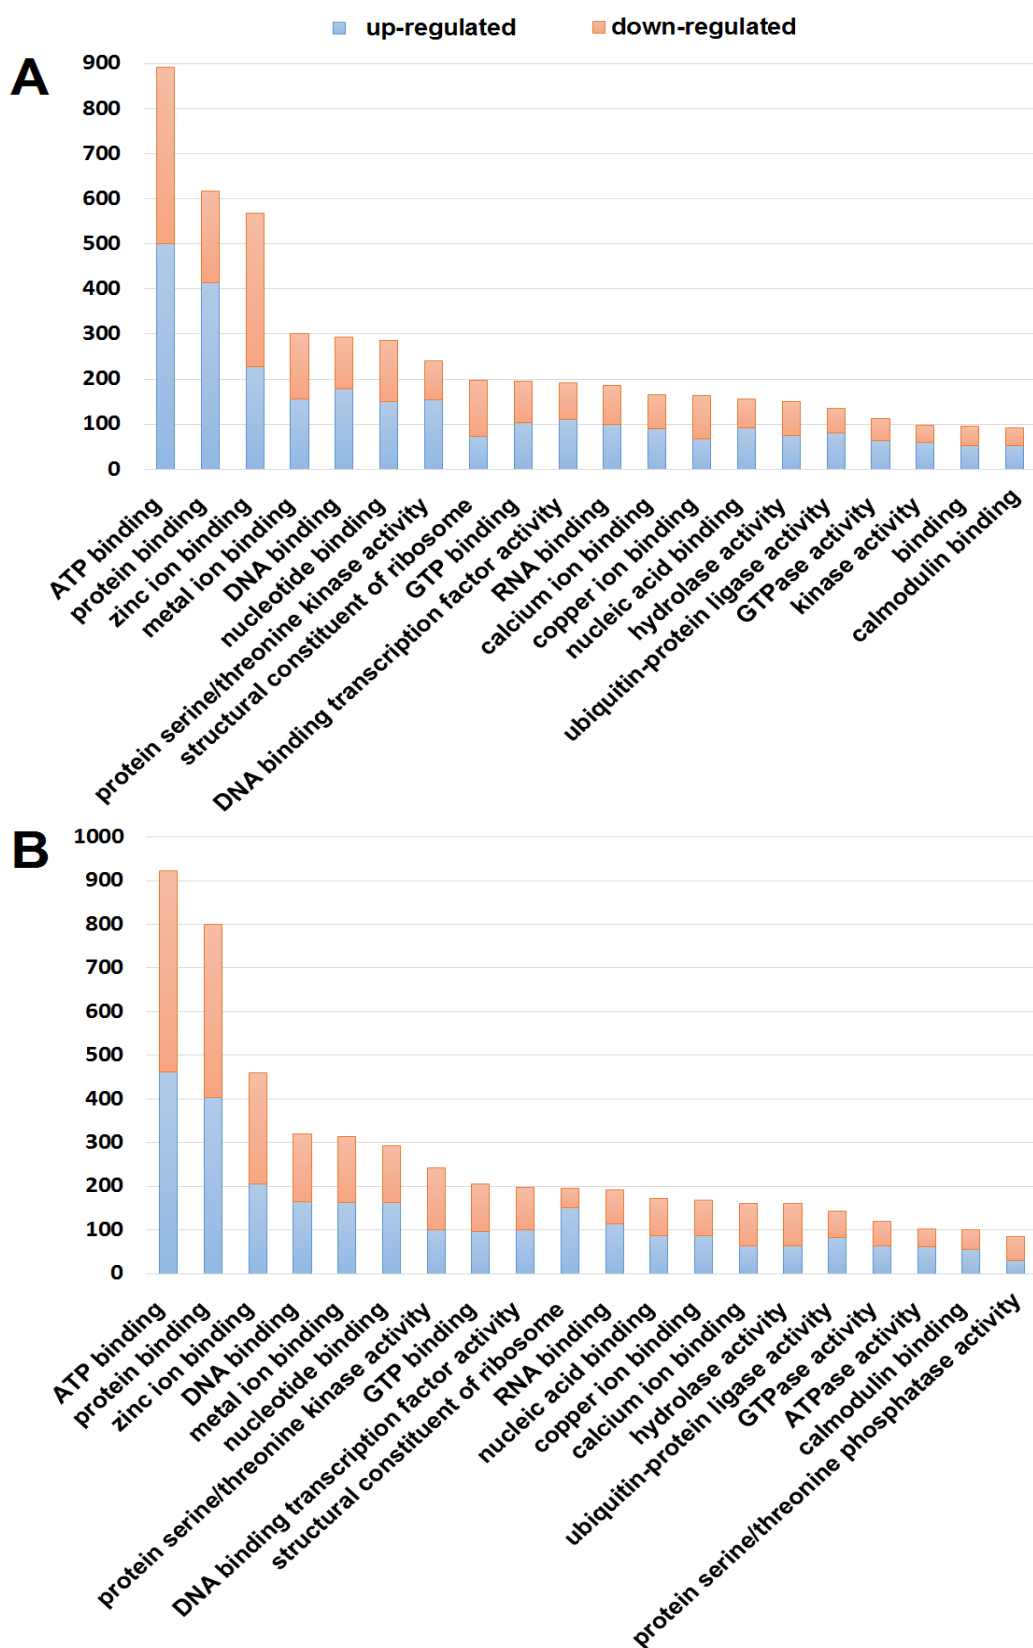 up-regulated down-regulated
A
900
800
700
600
500
400
300
200
100
0
ATP binding
protein binding
zinc ion binding
metal ion binding
DNA binding
nucleotide binding
protein serine/threonine kinase activity
structural constituent of ribosome
GTP binding
DNA binding transcription factor activity
RNA binding
calcium ion binding
copper ion binding
nucleic acid binding
hydrolase activity
ubiquitin-protein ligase activity
GTPase activity
kinase activity
binding
calmodulin binding
B
1000
900
800
700
600
500
400
300
200
100
0
ATP binding
protein binding
zinc ion binding
DNA binding
metal ion binding
nucleotide binding
protein serine/threonine kinase activity
GTP binding
DNA binding transcription factor activity
structural constituent of ribosome
RNA binding
nucleic acid binding
copper ion binding
calcium ion binding
hydrolase activity
ubiquitin-protein ligase activity
GTPase activity
ATPase activity
calmodulin binding
protein serine/threonine phosphatase activity